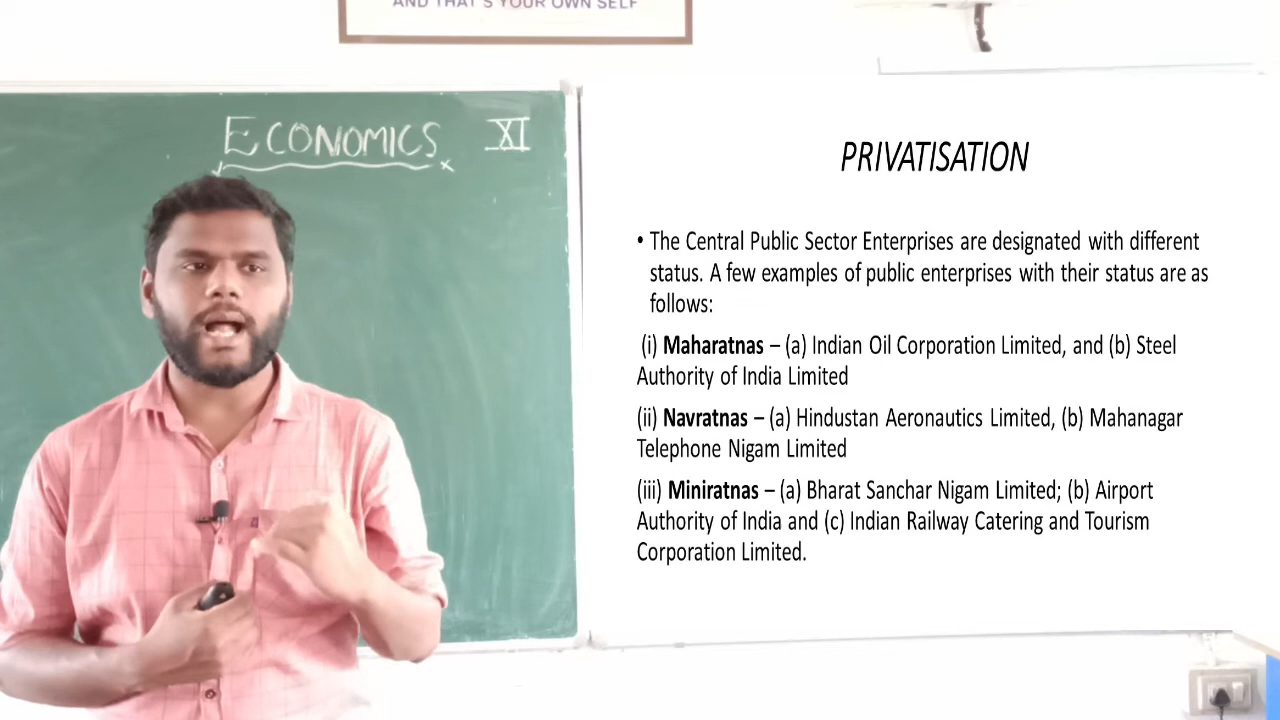 AND THAT'S YOUR OWN SELF
ECONOMICS XI
PRIVATISATION
• The Central Public Sector Enterprises are designated with different
status. A few examples of public enterprises with their status are as
follows:
(i) Maharatnas – (a) Indian Oil Corporation Limited, and (b) Steel
Authority of India Limited
(ii) Navratnas – (a) Hindustan Aeronautics Limited, (b) Mahanagar
Telephone Nigam Limited
(iii) Miniratnas – (a) Bharat Sanchar Nigam Limited; (b) Airport
Authority of India and (c) Indian Railway Catering and Tourism
Corporation Limited.